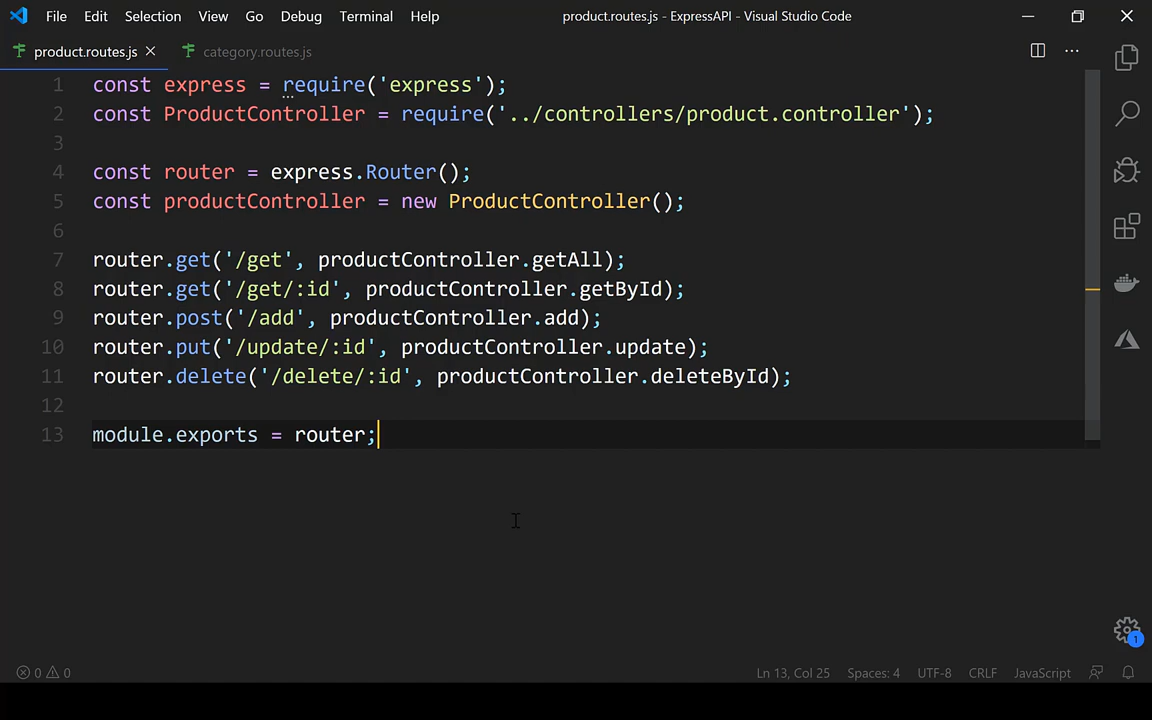 File Edit Selection View Go Debug Terminal Help product.routes.js - ExpressAPI - Visual Studio Code
product.routes.js category.routes.js
1 const express = require('express');
2 const ProductController = require('../controllers/product.controller');
3
4 const router = express.Router();
5 const productController = new ProductController();
6
7 router.get('/get', productController.getAll);
8 router.get('/get/:id', productController.getById);
9 router.post('/add', productController.add);
10 router.put('/update/:id', productController.update);
11 router.delete('/delete/:id', productController.deleteById);
12
13 module.exports = router;
1
0 0 Ln 13, Col 25 Spaces: 4 UTF-8 CRLF JavaScript